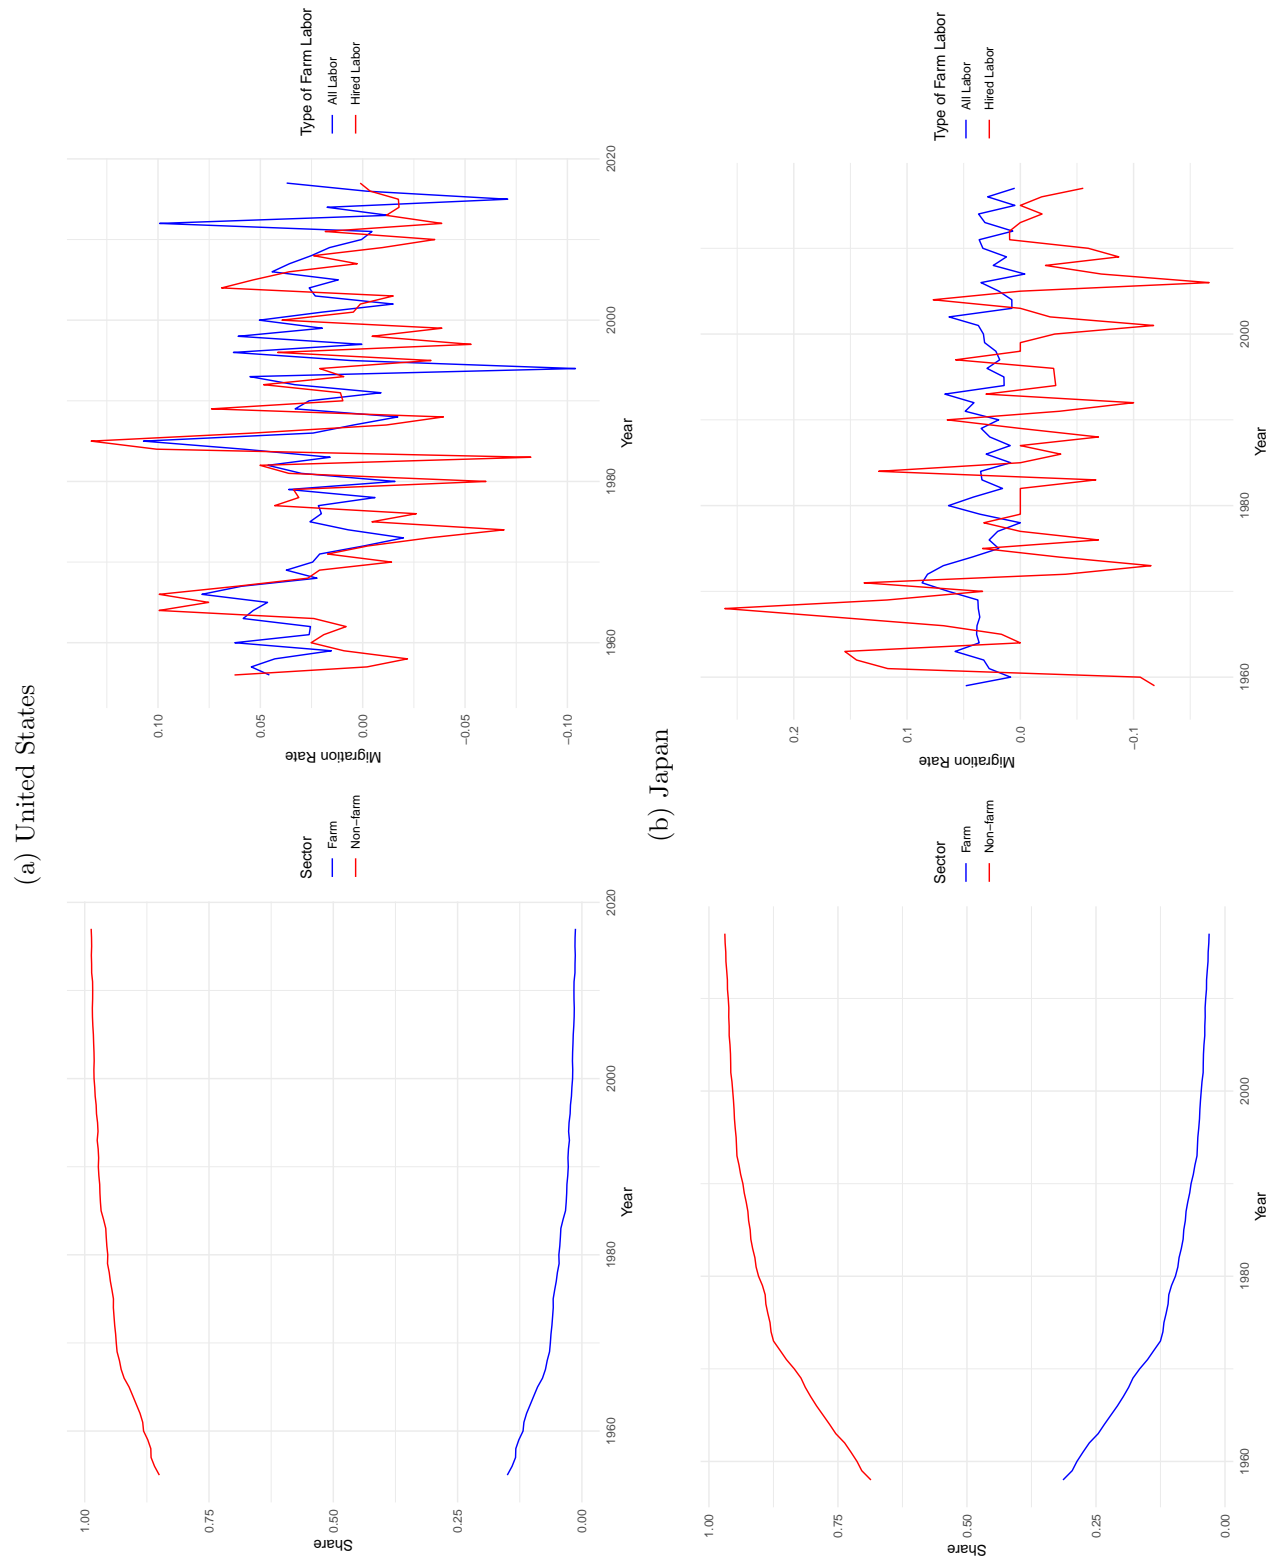 (a) United States
Share
1.00
0.75
0.50
0.25
0.00
1960
1980
2000
2020
Year
Sector
Farm
Non−farm
Migration Rate
0.10
0.05
0.00
−0.05
−0.10
1960
1980
2000
2020
Year
Type of Farm Labor
All Labor
Hired Labor
(b) Japan
Share
1.00
0.75
0.50
0.25
0.00
1960
1980
2000
Year
Sector
Farm
Non−farm
Migration Rate
0.2
0.1
0.0
−0.1
1960
1980
2000
Year
Type of Farm Labor
All Labor
Hired Labor